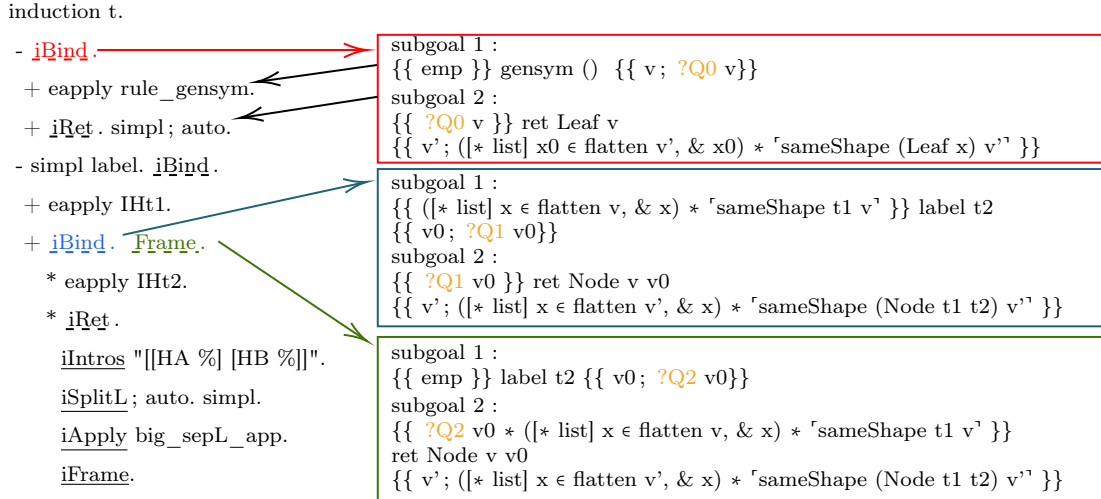 induction t.
- iBind.
+ eapply rule_gensym.
+ iRet. simpl; auto.
- simpl label. iBind.
+ eapply IHt1.
+ iBind. Frame.
* eapply IHt2.
* iRet.
iIntros "[[HA %] [HB %]]".
iSplitL; auto. simpl.
iApply big_sepL_app.
iFrame.
subgoal 1 :
{{ emp }} gensym () {{ v; ?Q0 v}}
subgoal 2 :
{{ ?Q0 v }} ret Leaf v
{{ v'; ([∗ list] x0 ∈ flatten v', & x0) ∗ ⌜sameShape (Leaf x) v'⌝ }}
subgoal 1 :
{{ ([∗ list] x ∈ flatten v, & x) ∗ ⌜sameShape t1 v⌝ }} label t2
{{ v0; ?Q1 v0}}
subgoal 2 :
{{ ?Q1 v0 }} ret Node v v0
{{ v'; ([∗ list] x ∈ flatten v', & x) ∗ ⌜sameShape (Node t1 t2) v'⌝ }}
subgoal 1 :
{{ emp }} label t2 {{ v0; ?Q2 v0}}
subgoal 2 :
{{ ?Q2 v0 ∗ ([∗ list] x ∈ flatten v, & x) ∗ ⌜sameShape t1 v⌝ }}
ret Node v v0
{{ v'; ([∗ list] x ∈ flatten v', & x) ∗ ⌜sameShape (Node t1 t2) v'⌝ }}